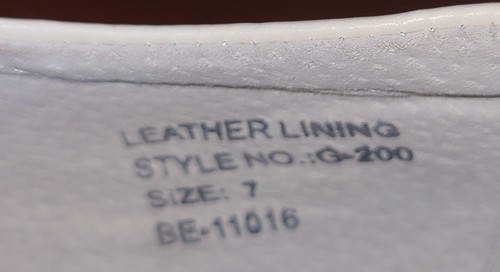 LEATHER LINING
STYLE NO.:G-200
SIZE: 7
BE-11016